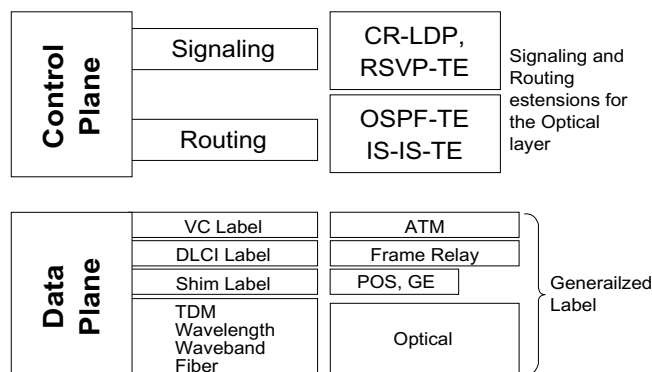 Control
Plane
Signaling
CR-LDP,
RSVP-TE
Routing
OSPF-TE
IS-IS-TE
Signaling and
Routing
estensions for
the Optical
layer
Data
Plane
VC Label
ATM
DLCI Label
Frame Relay
Shim Label
POS, GE
TDM
Wavelength
Waveband
Fiber
Optical
Generailzed
Label